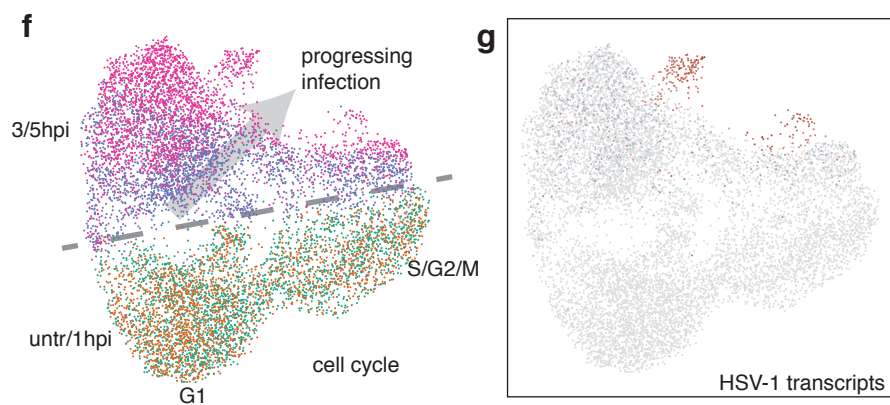 f
progressing
infection
3/5hpi
S/G2/M
untr/1hpi
cell cycle
G1
g
HSV-1 transcripts